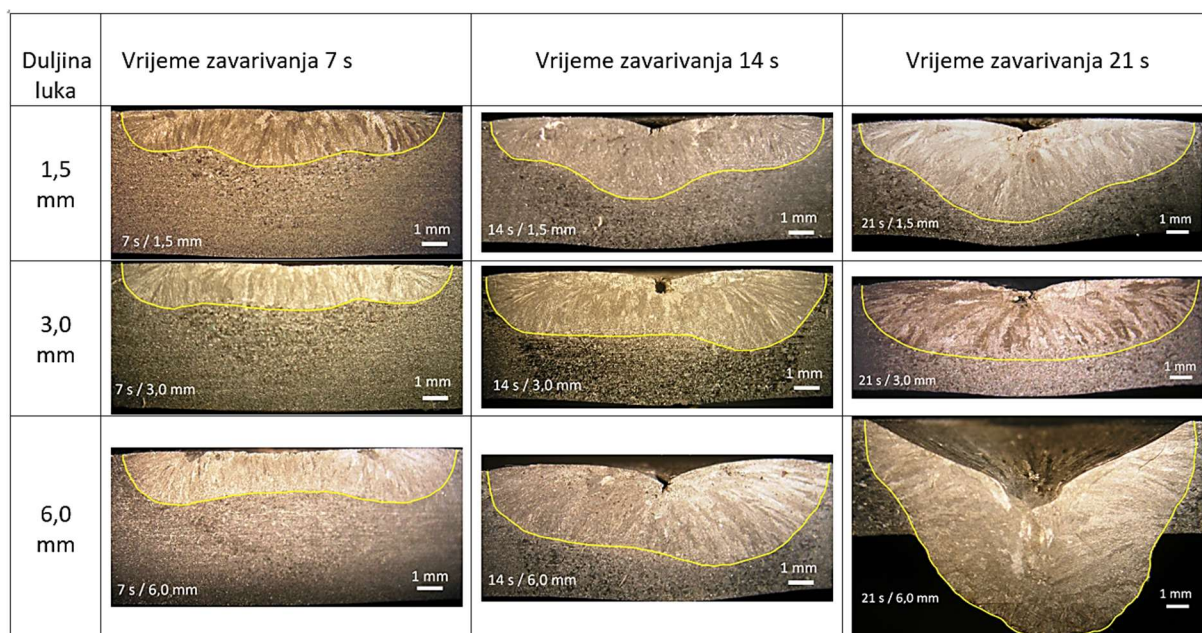 Duljina
luka
Vrijeme zavarivanja 7 s
Vrijeme zavarivanja 14 s
Vrijeme zavarivanja 21 s
1,5
mm
7 s / 1,5 mm
1 mm
14 s / 1,5 mm
1 mm
21 s / 1,5 mm
1 mm
3,0
mm
7 s / 3,0 mm
1 mm
14 s / 3,0 mm
1 mm
21 s / 3,0 mm
1 mm
6,0
mm
7 s / 6,0 mm
1 mm
14 s / 6,0 mm
1 mm
21 s / 6,0 mm
1 mm